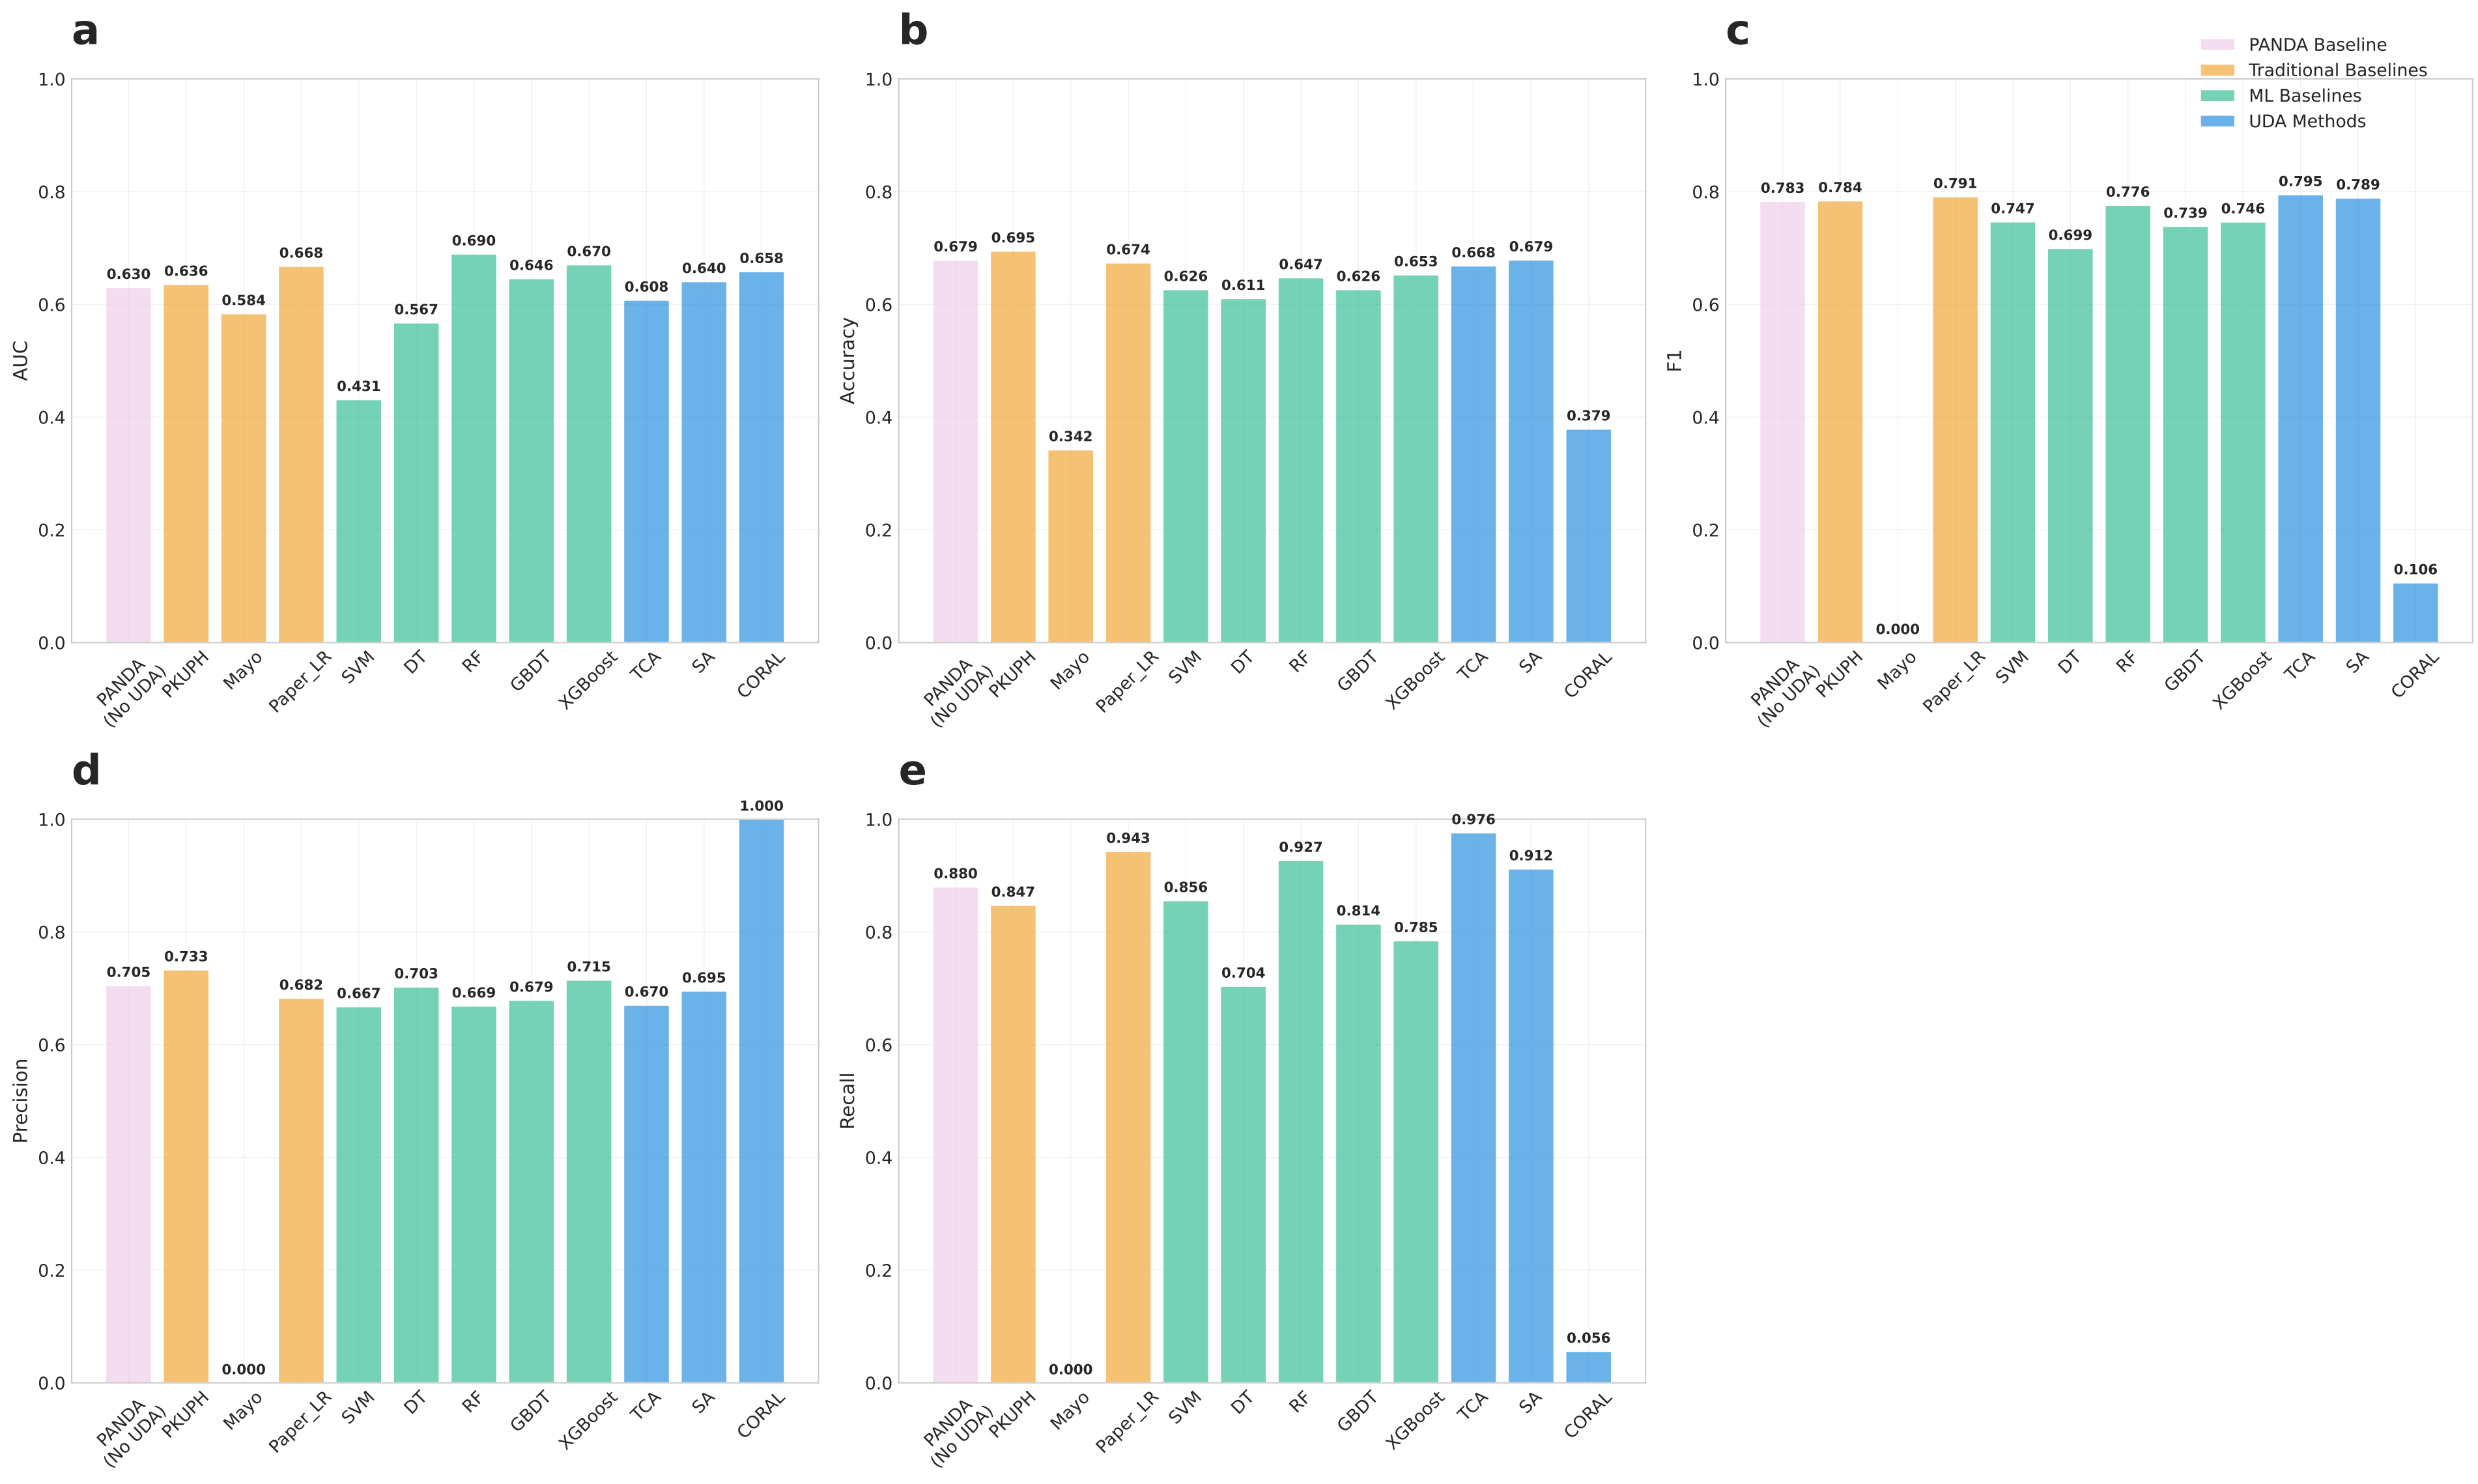 a
1.0
0.8
0.6
0.4
0.2
0.0
AUC
0.630
0.636
0.584
0.668
0.431
0.567
0.690
0.646
0.670
0.608
0.640
0.658
PANDA
(No UDA)
PKUPH
Mayo
Paper_LR
SVM
DT
RF
GBDT
XGBoost
TCA
SA
CORAL
b
1.0
0.8
0.6
0.4
0.2
0.0
Accuracy
0.679
0.695
0.342
0.674
0.626
0.611
0.647
0.626
0.653
0.668
0.679
0.379
PANDA
(No UDA)
PKUPH
Mayo
Paper_LR
SVM
DT
RF
GBDT
XGBoost
TCA
SA
CORAL
c
PANDA Baseline
Traditional Baselines
ML Baselines
UDA Methods
1.0
0.8
0.6
0.4
0.2
0.0
F1
0.783
0.784
0.000
0.791
0.747
0.699
0.776
0.739
0.746
0.795
0.789
0.106
PANDA
(No UDA)
PKUPH
Mayo
Paper_LR
SVM
DT
RF
GBDT
XGBoost
TCA
SA
CORAL
d
1.0
0.8
0.6
0.4
0.2
0.0
Precision
0.705
0.733
0.000
0.682
0.667
0.703
0.669
0.679
0.715
0.670
0.695
1.000
PANDA
(No UDA)
PKUPH
Mayo
Paper_LR
SVM
DT
RF
GBDT
XGBoost
TCA
SA
CORAL
e
1.0
0.8
0.6
0.4
0.2
0.0
Recall
0.880
0.847
0.000
0.943
0.856
0.704
0.927
0.814
0.785
0.976
0.912
0.056
PANDA
(No UDA)
PKUPH
Mayo
Paper_LR
SVM
DT
RF
GBDT
XGBoost
TCA
SA
CORAL